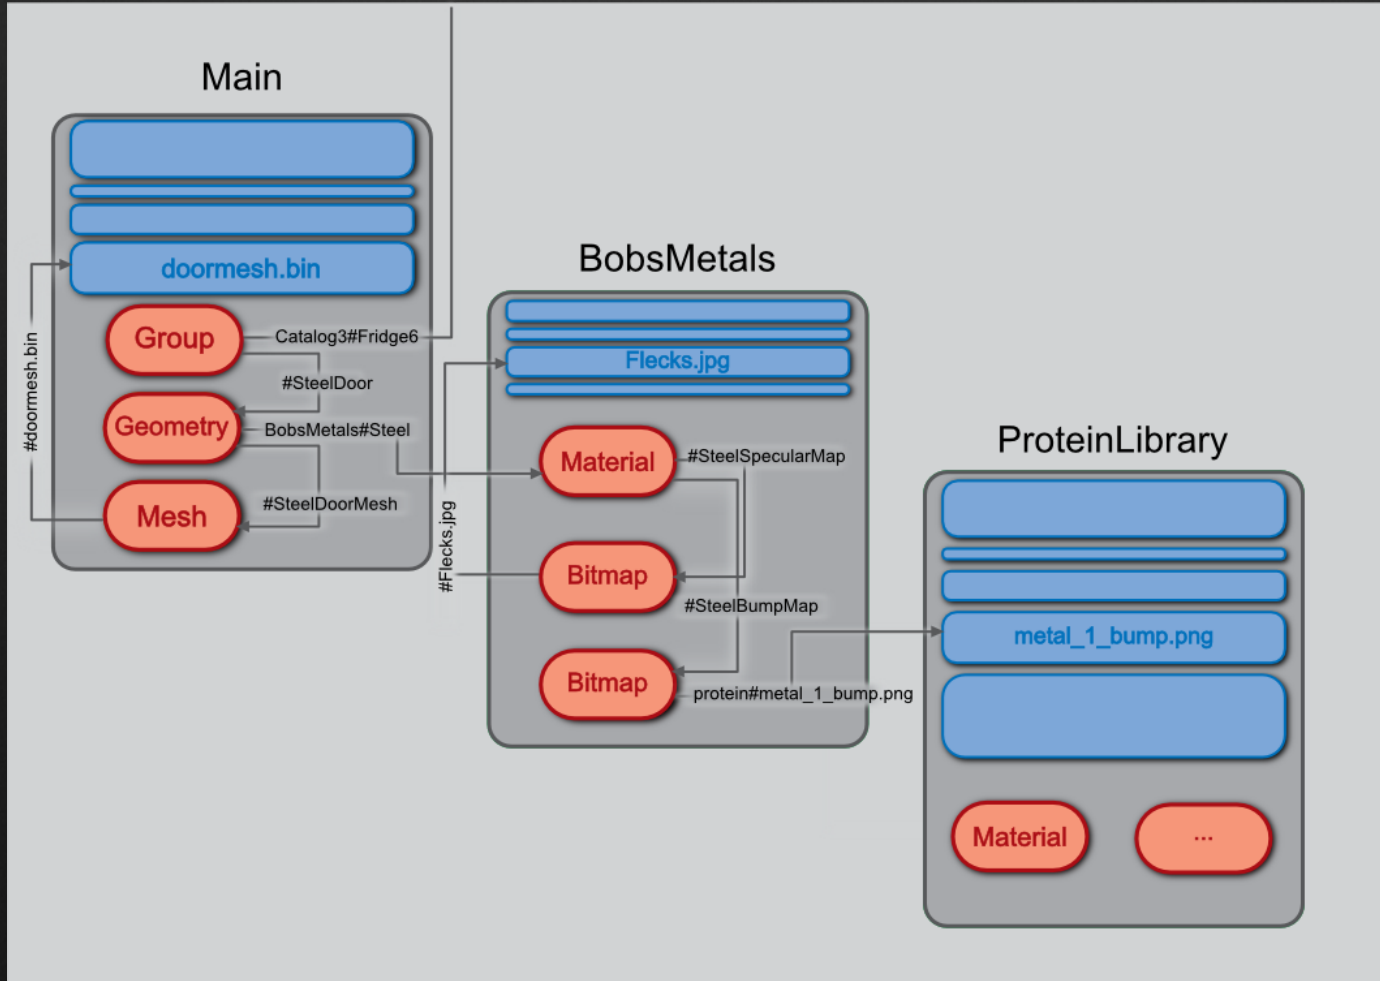 Main
doormesh.bin
Group
Catalog3#Fridge6
#SteelDoor
Geometry
BobsMetals#Steel
#SteelDoorMesh
Mesh
#doormesh.bin
BobsMetals
Flecks.jpg
Material
#SteelSpecularMap
Bitmap
#SteelBumpMap
Bitmap
protein#metal_1_bump.png
#Flecks.jpg
ProteinLibrary
metal_1_bump.png
Material
...